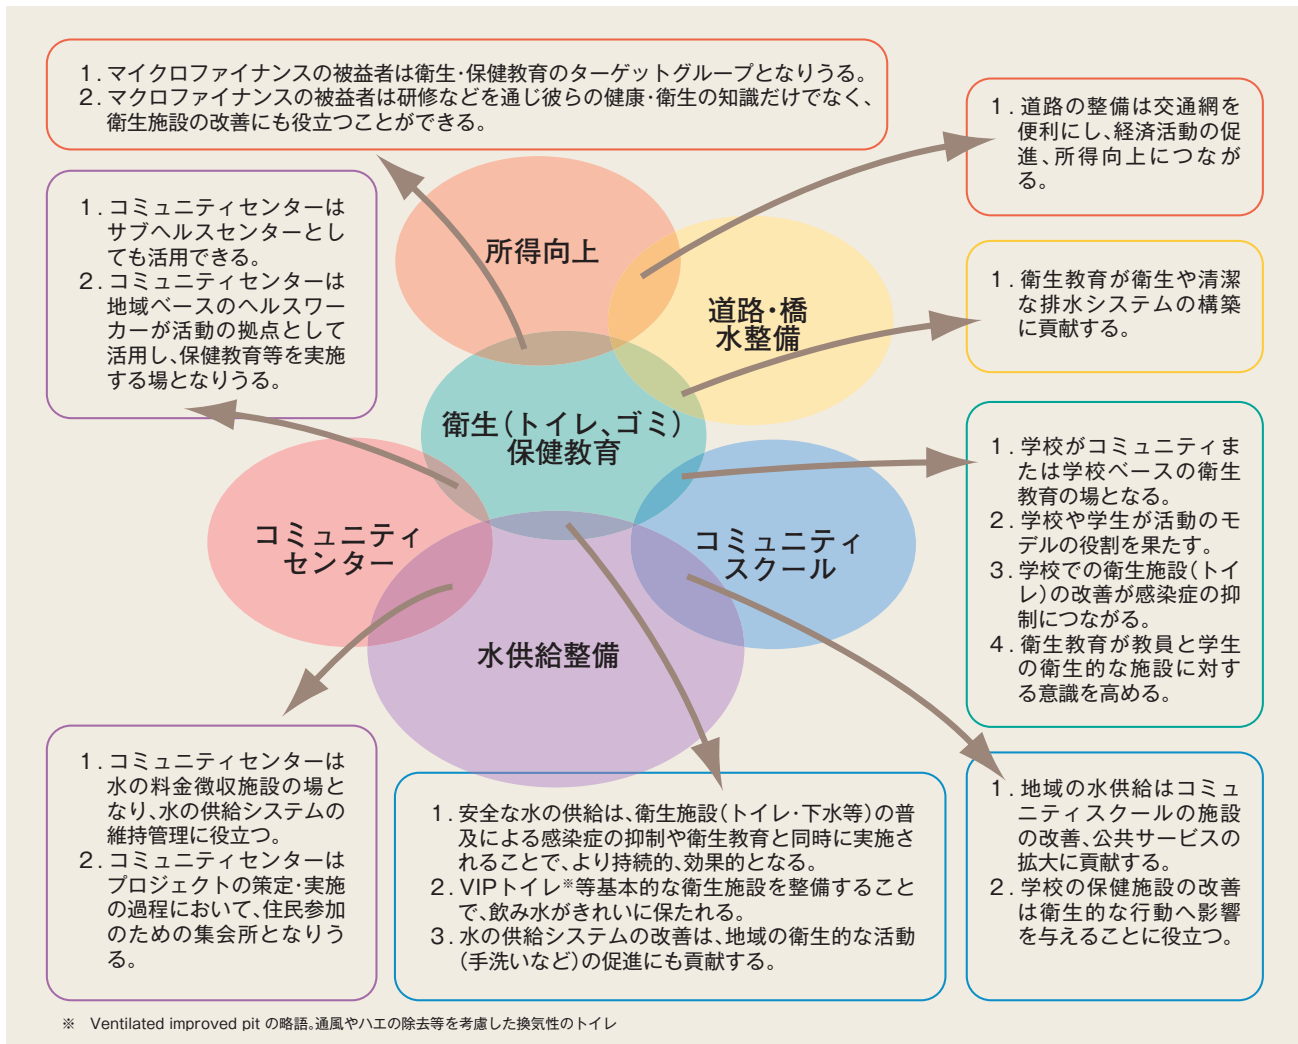 1. マイクロファイナンスの被益者は衛生・保健教育のターゲットグループとなりうる。
2. マクロファイナンスの被益者は研修などを通じ彼らの健康・衛生の知識だけでなく、
衛生施設の改善にも役立つことができる。
1. 道路の整備は交通網を
便利にし、経済活動の促
進、所得向上につなが
る。
1. コミュニティセンターは
サブヘルスセンターとし
ても活用できる。
2. コミュニティセンターは
地域ベースのヘルスワー
カーが活動の拠点として
活用し、保健教育等を実施
する場となりうる。
所得向上
道路・橋
水整備
1. 衛生教育が衛生や清潔
な排水システムの構築
に貢献する。
衛生(トイレ、ゴミ)
保健教育
1. 学校がコミュニティま
たは学校ベースの衛生
教育の場となる。
2. 学校や学生が活動のモ
デルの役割を果たす。
3. 学校での衛生施設(トイ
レ)の改善が感染症の抑
制につながる。
4. 衛生教育が教員と学生
の衛生的な施設に対す
る意識を高める。
コミュニティ
センター
コミュニティ
スクール
水供給整備
1. コミュニティセンターは
水の料金徴収施設の場と
なり、水の供給システムの
維持管理に役立つ。
2. コミュニティセンターは
プロジェクトの策定・実施
の過程において、住民参加
のための集会所となりう
る。
1. 安全な水の供給は、衛生施設(トイレ・下水等)の普
及による感染症の抑制や衛生教育と同時に実施さ
れることで、より持続的、効果的となる。
2. VIPトイレ※等基本的な衛生施設を整備すること
で、飲み水がきれいに保たれる。
3. 水の供給システムの改善は、地域の衛生的な活動
(手洗いなど)の促進にも貢献する。
1. 地域の水供給はコミュ
ニティスクールの施設
の改善、公共サービスの
拡大に貢献する。
2. 学校の保健施設の改善
は衛生的な行動へ影響
を与えることに役立つ。
※ Ventilated improved pit の略語。通風やハエの除去等を考慮した換気性のトイレ